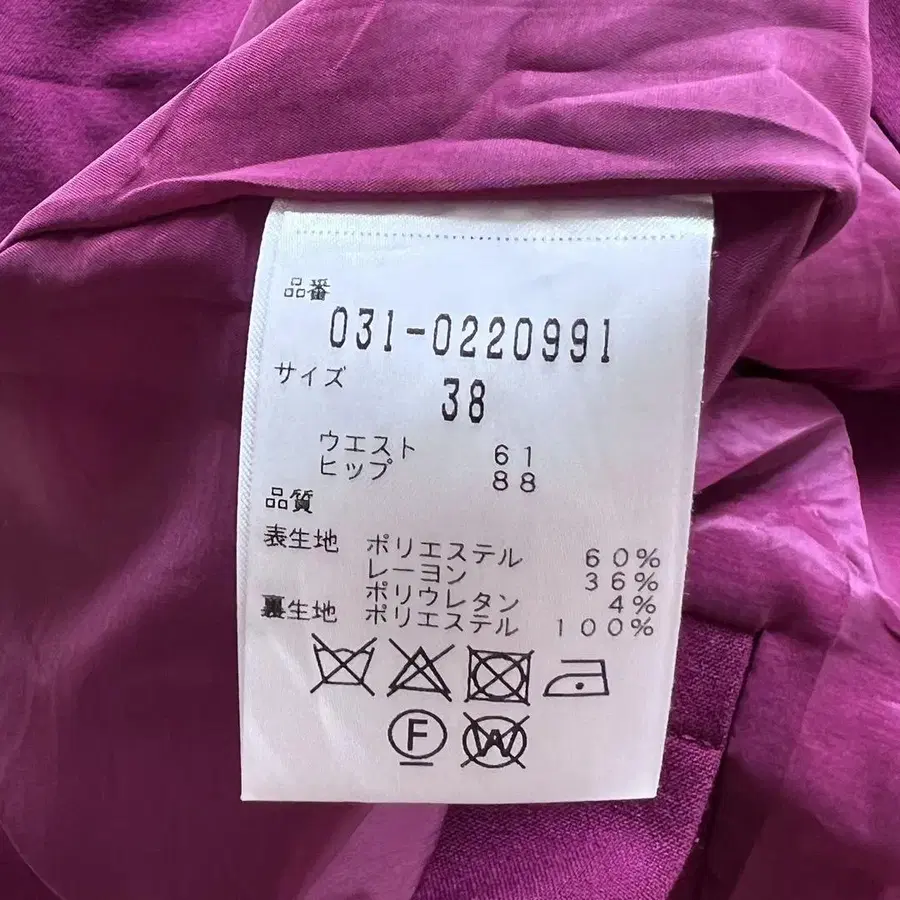 品番
031-0220991
サイズ
38
ウエスト 61
ヒップ 88
品質
表生地 ポリエステル 60%
レーヨン 36%
ポリウレタン 4%
裏生地 ポリエステル 100%
F W